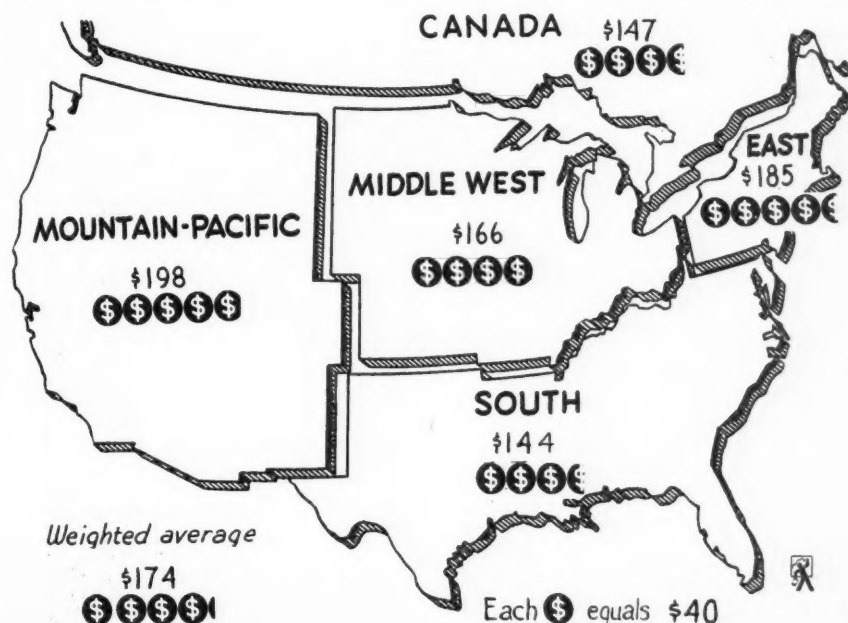 CANADA
$147
EAST
$185
MIDDLE WEST
$166
MOUNTAIN-PACIFIC
$198
SOUTH
$144
Weighted average
$174
Each $ equals $40